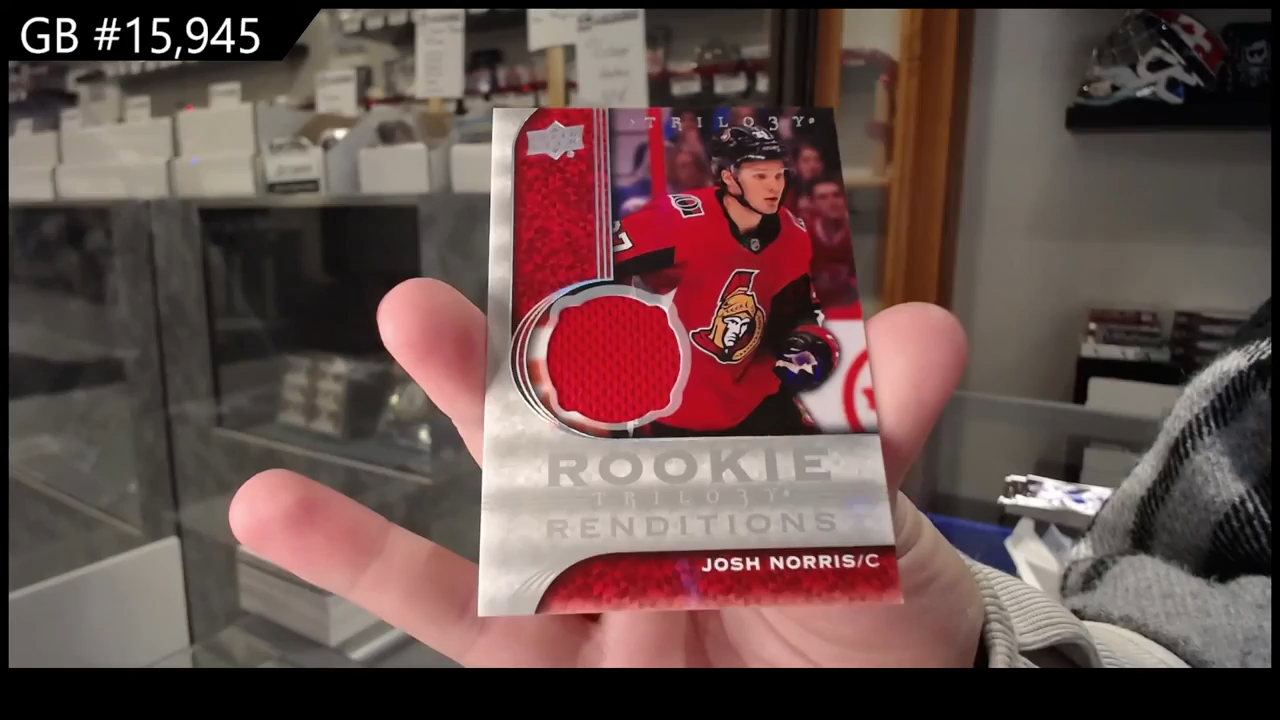 GB #15,945
TRILO3Y
ROOKIE
TRILO3Y
RENDITIONS
JOSH NORRIS/C